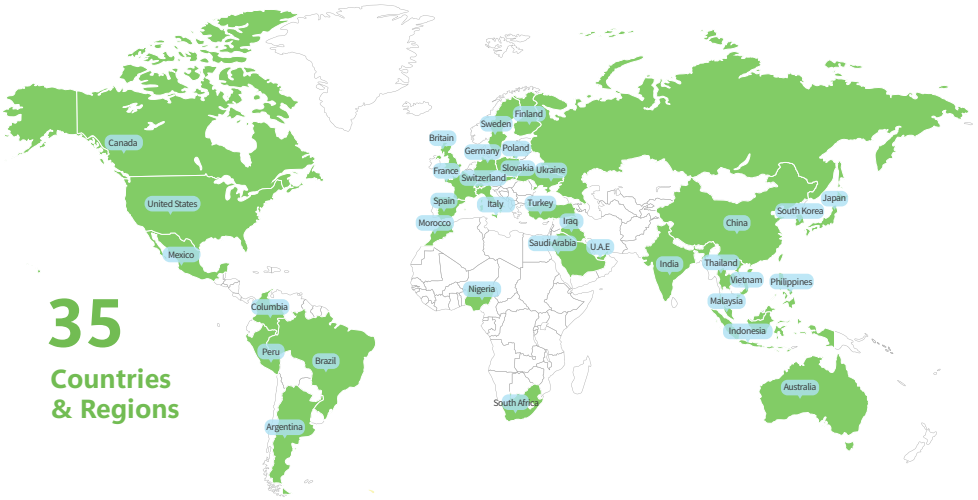 Canada
United States
Mexico
Columbia
Peru
Brazil
Argentina
Britain
Sweden
Finland
Germany
Poland
France
Switzerland
Slovakia
Ukraine
Spain
Italy
Turkey
Morocco
Iraq
Saudi Arabia
U.A.E
Nigeria
South Africa
China
South Korea
Japan
India
Thailand
Vietnam
Philippines
Malaysia
Indonesia
Australia
35
Countries
& Regions